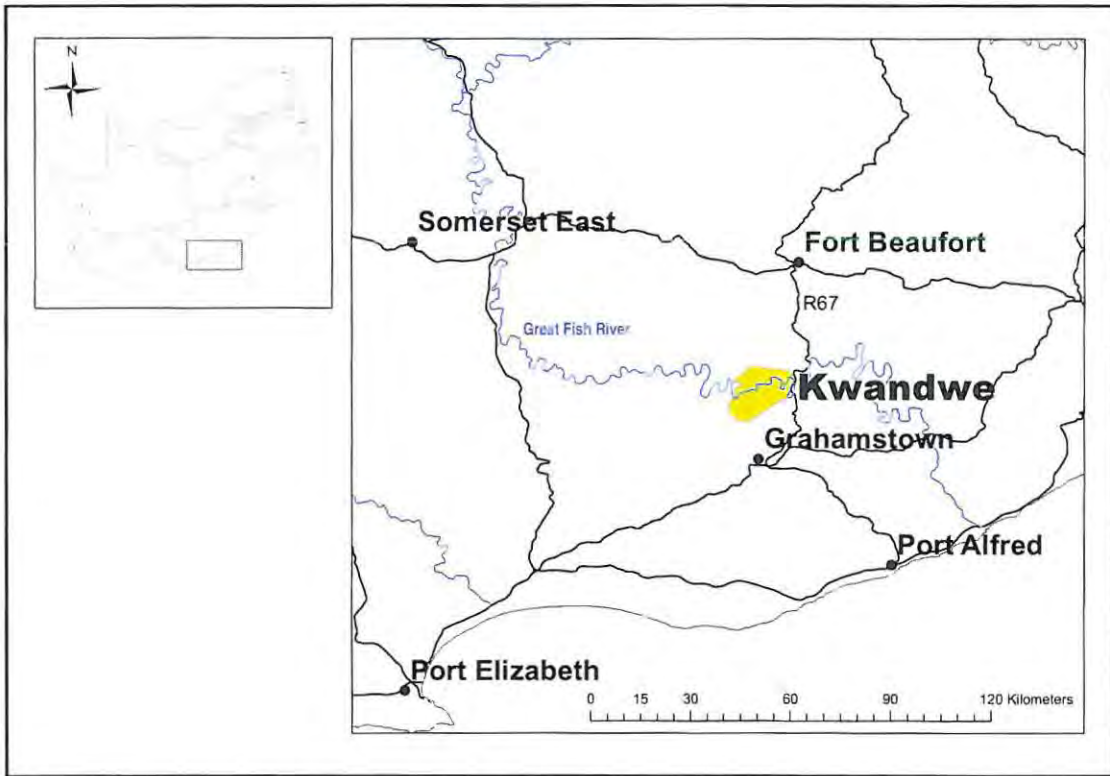 N
Somerset East
Fort Beaufort
R67
Great Fish River
Kwandwe
Grahamstown
Port Alfred
Port Elizabeth
0 15 30 60 90 120 Kilometers